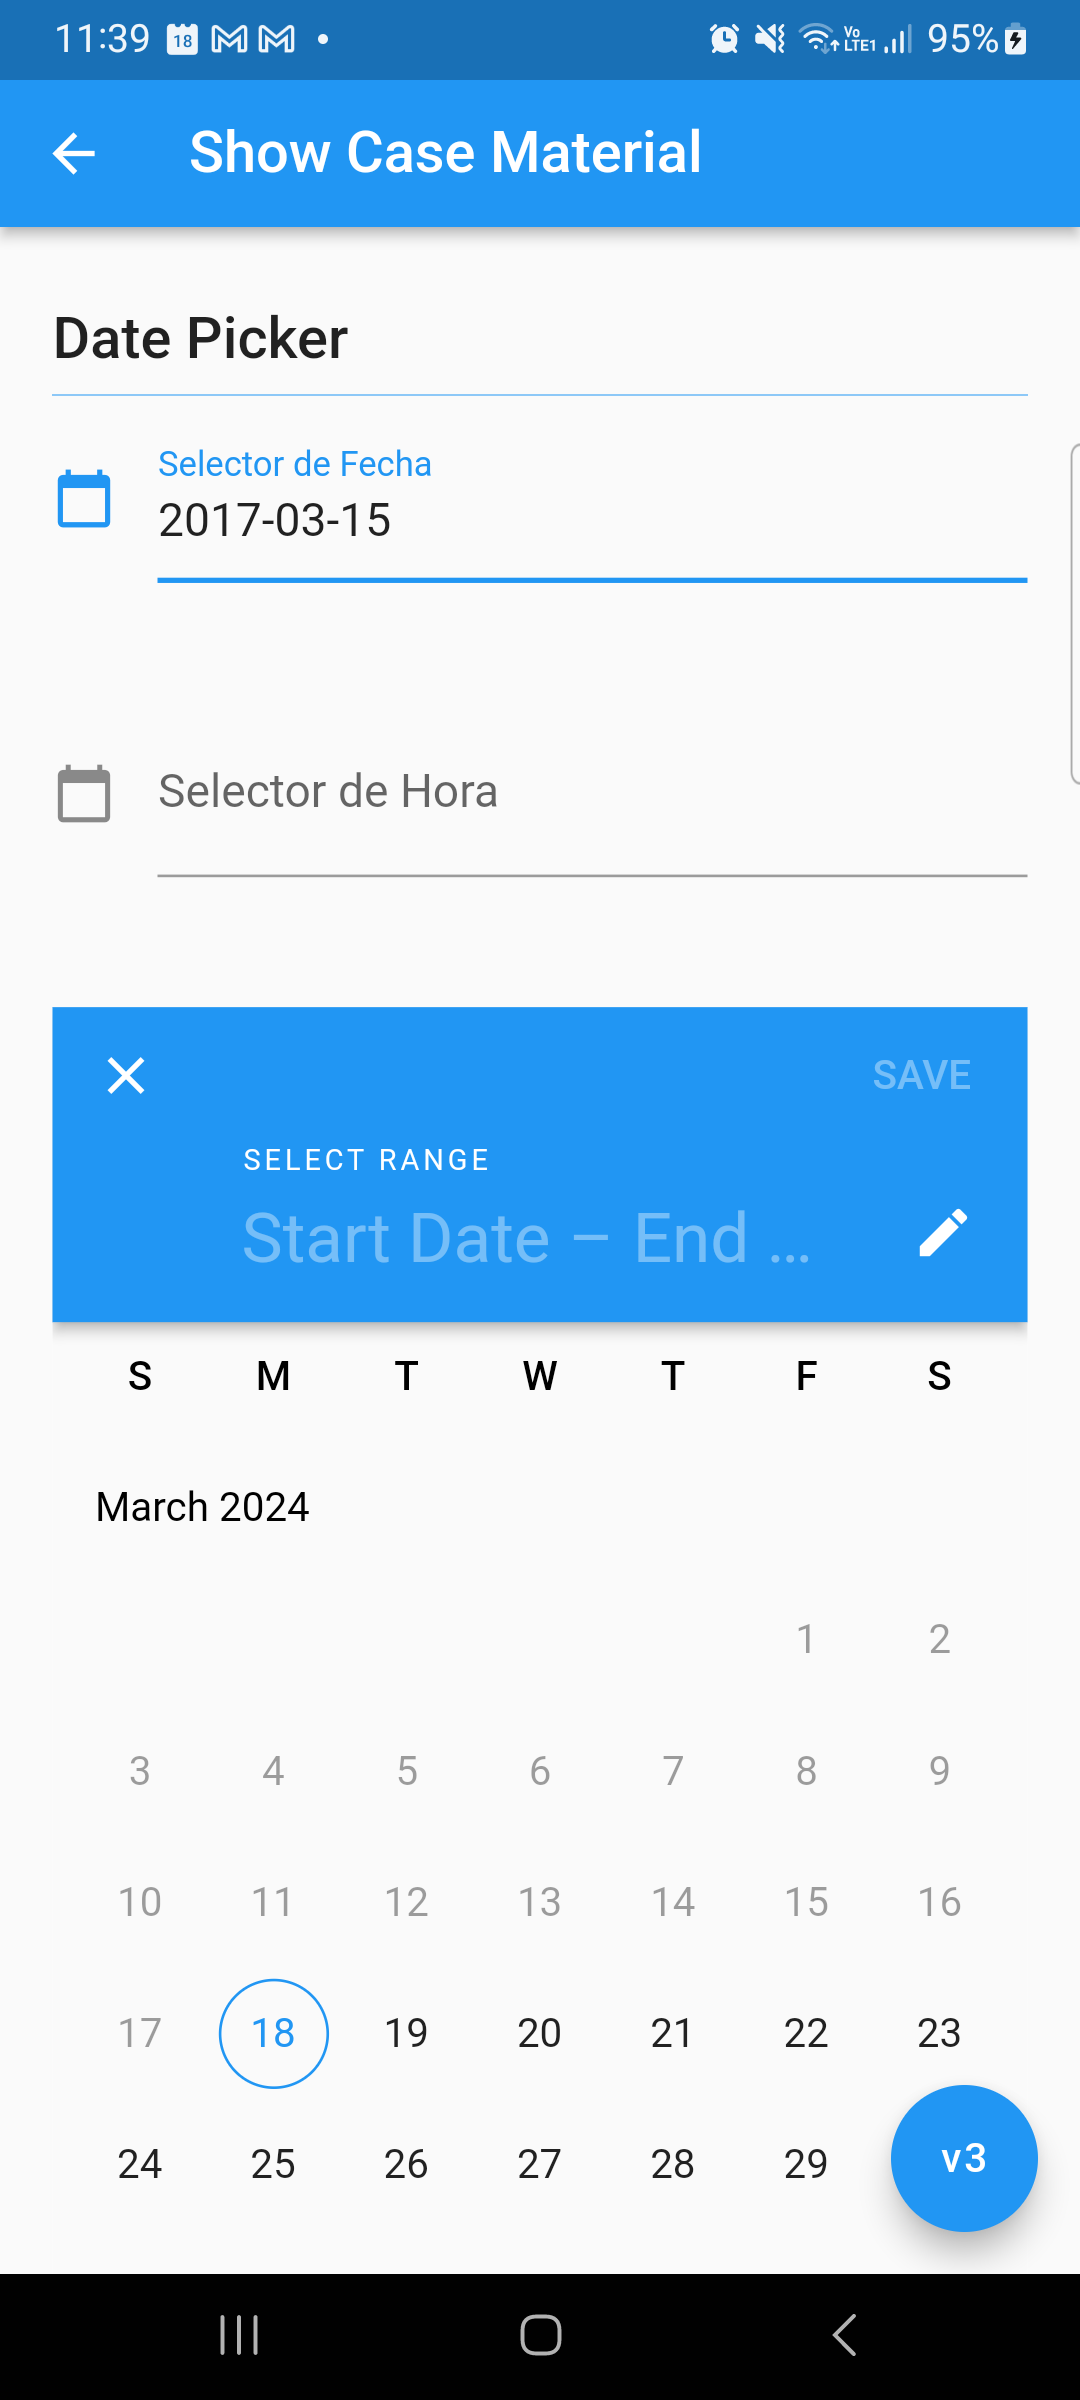 11:39 18 Vo LTE1 95%
Show Case Material
Date Picker
Selector de Fecha
2017-03-15
Selector de Hora
SAVE
SELECT RANGE
Start Date – End ...
S M T W T F S
March 2024
1 2
3 4 5 6 7 8 9
10 11 12 13 14 15 16
17 18 19 20 21 22 23
24 25 26 27 28 29
v3